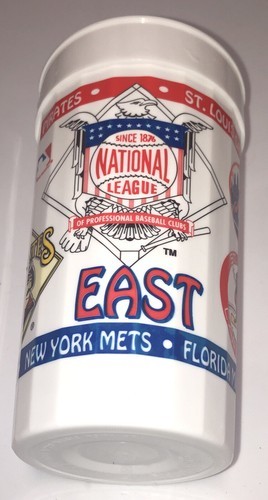 PIRATES • ST. LOUIS
SINCE 1876
NATIONAL
LEAGUE
OF PROFESSIONAL BASEBALL CLUBS
TM
EAST
NEW YORK METS • FLORIDA